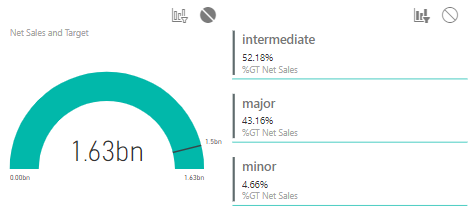 Net Sales and Target
1.63bn
1.5bn
0.00bn
1.63bn
intermediate
52.18%
%GT Net Sales
major
43.16%
%GT Net Sales
minor
4.66%
%GT Net Sales